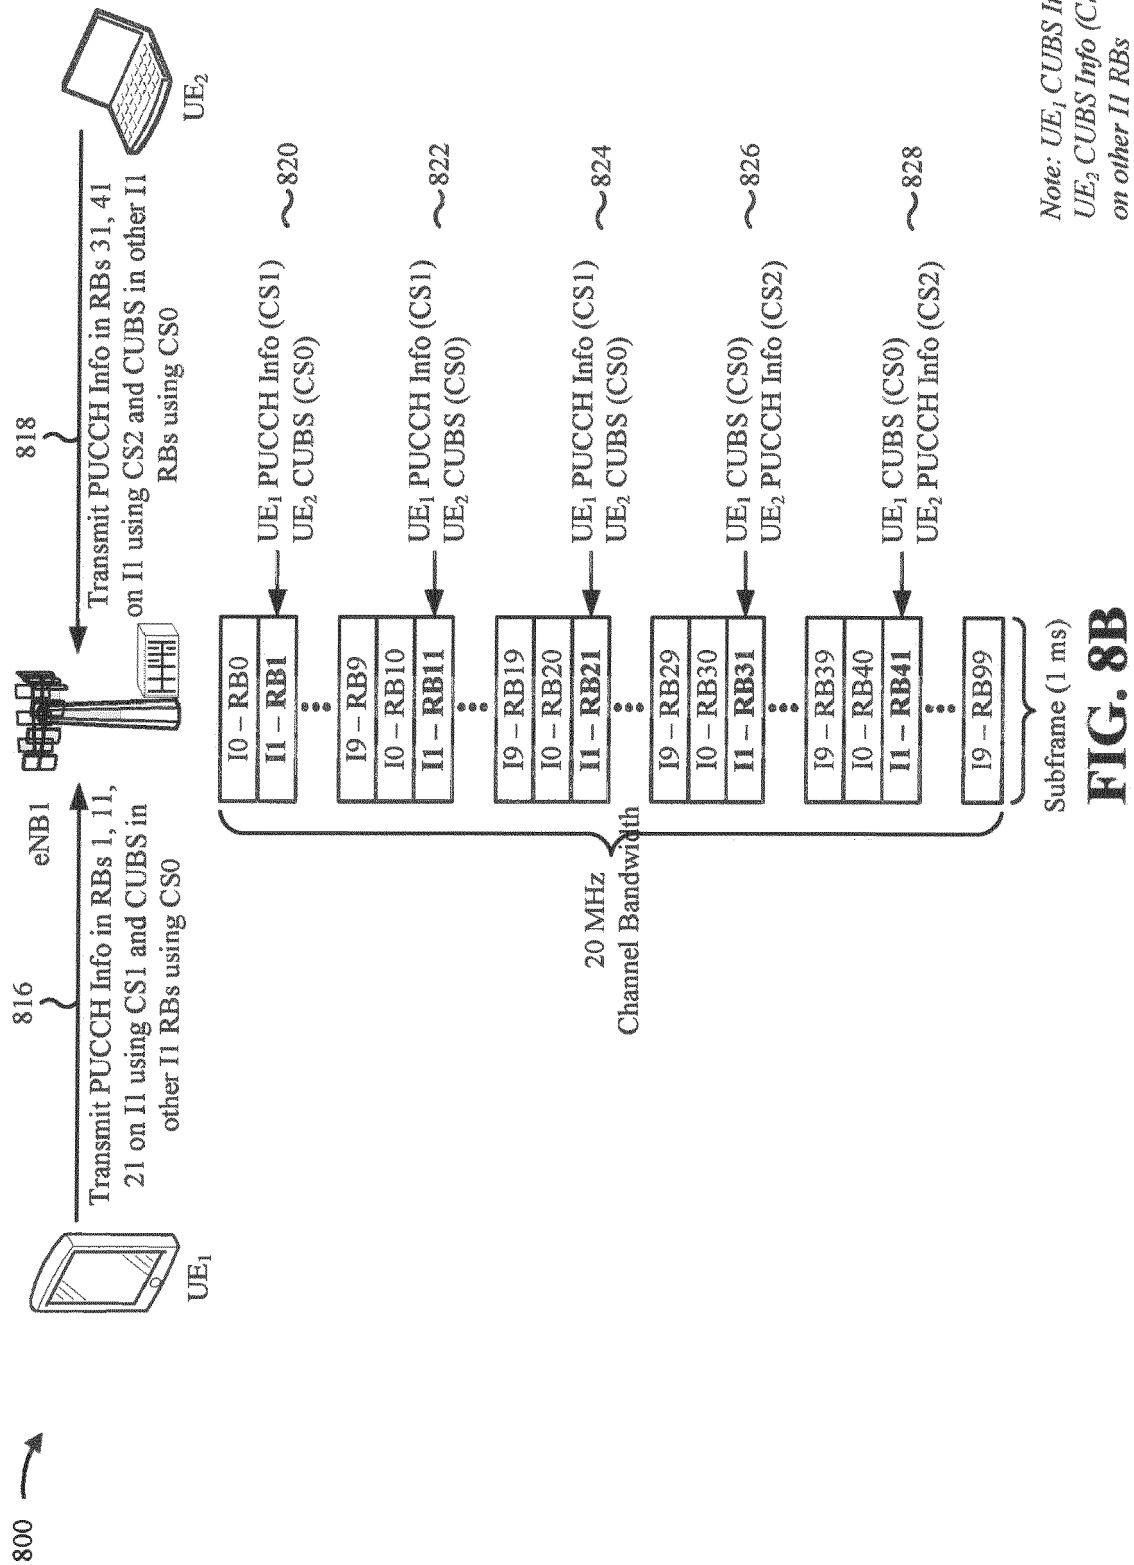 800
816
818
eNB1
UE1
UE2
Transmit PUCCH Info in RBs 1, 11,
21 on I1 using CS1 and CUBS in
other I1 RBs using CS0
Transmit PUCCH Info in RBs 31, 41
on I1 using CS2 and CUBS in other I1
RBs using CS0
20 MHz
Channel Bandwidth
I0 – RB0
I1 – RB1
I9 – RB9
I0 – RB10
I1 – RB11
I9 – RB19
I0 – RB20
I1 – RB21
I9 – RB29
I0 – RB30
I1 – RB31
I9 – RB39
I0 – RB40
I1 – RB41
I9 – RB99
UE1 PUCCH Info (CS1)
UE2 CUBS (CS0)
820
UE1 PUCCH Info (CS1)
UE2 CUBS (CS0)
822
UE1 PUCCH Info (CS1)
UE2 CUBS (CS0)
824
UE1 CUBS (CS0)
UE2 PUCCH Info (CS2)
826
UE1 CUBS (CS0)
UE2 PUCCH Info (CS2)
828
Subframe (1 ms)
Note: UE1 CUBS
UE2 CUBS Info
on other I1 RBs
FIG. 8B